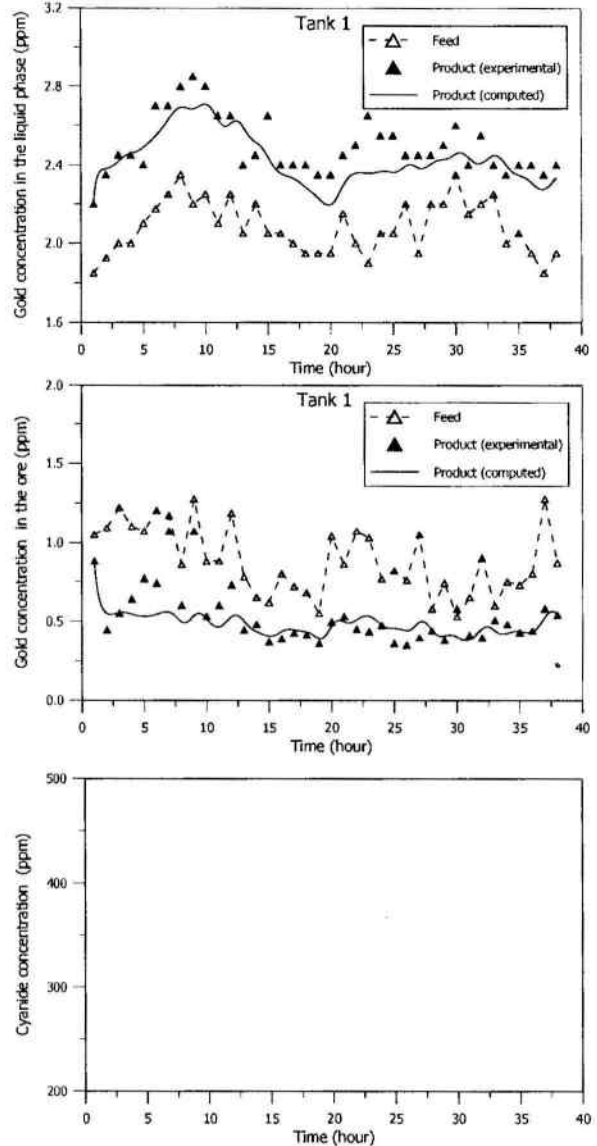 Tank 1
Feed
Product (experimental)
Product (computed)
3.2
2.8
2.4
2.0
1.6
Gold concentration in the liquid phase (ppm)
0 5 10 15 20 25 30 35 40
Time (hour)
Tank 1
Feed
Product (experimental)
Product (computed)
2.0
1.5
1.0
0.5
0.0
Gold concentration in the ore (ppm)
0 5 10 15 20 25 30 35 40
Time (hour)
500
400
300
200
Cyanide concentration (ppm)
0 5 10 15 20 25 30 35 40
Time (hour)